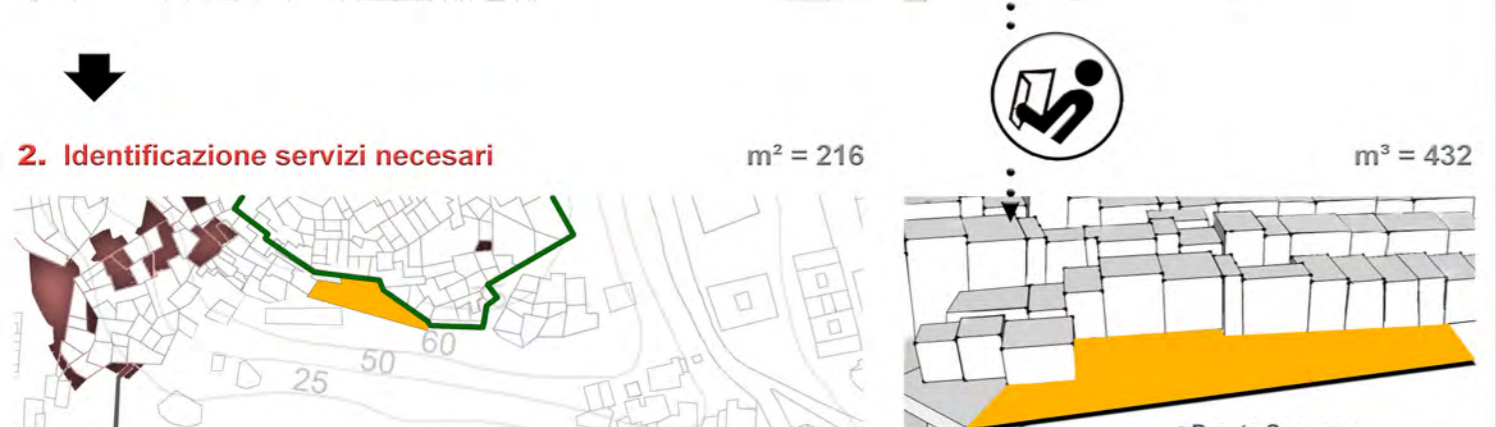 2. Identificazione servizi necesari
m² = 216
m³ = 432
60
50
25